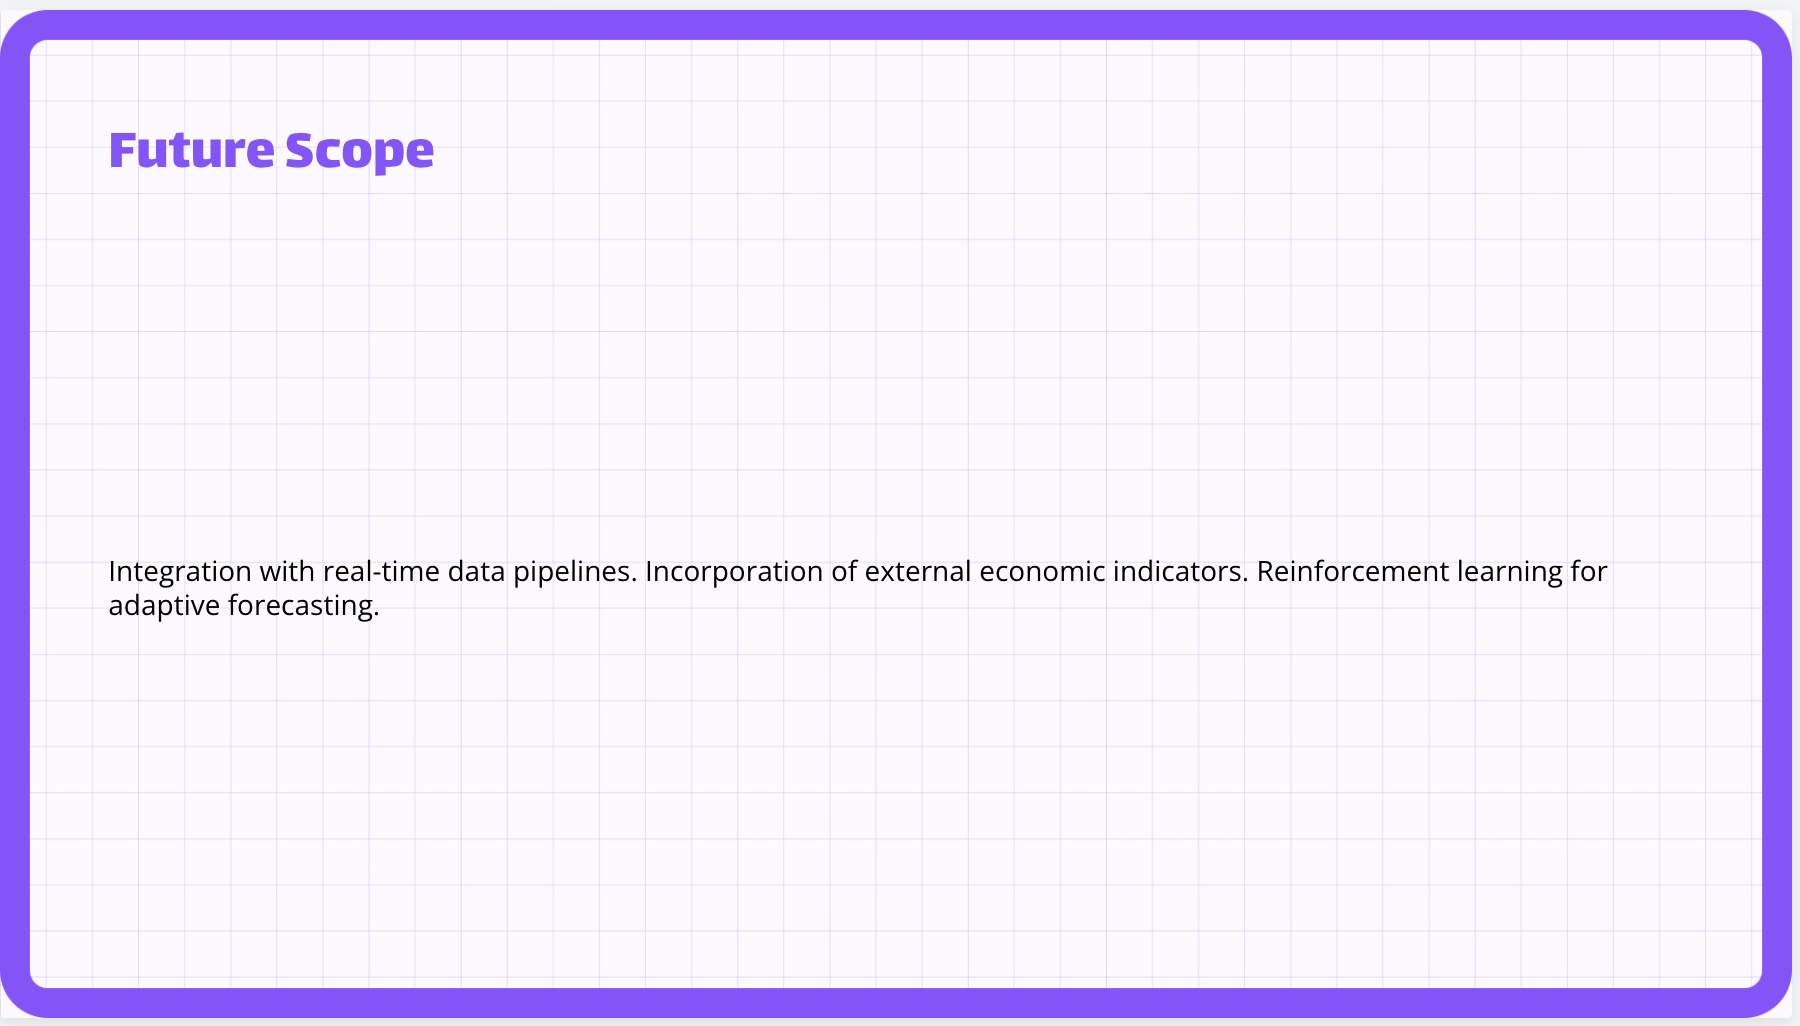 Future Scope
Integration with real-time data pipelines. Incorporation of external economic indicators. Reinforcement learning for
adaptive forecasting.